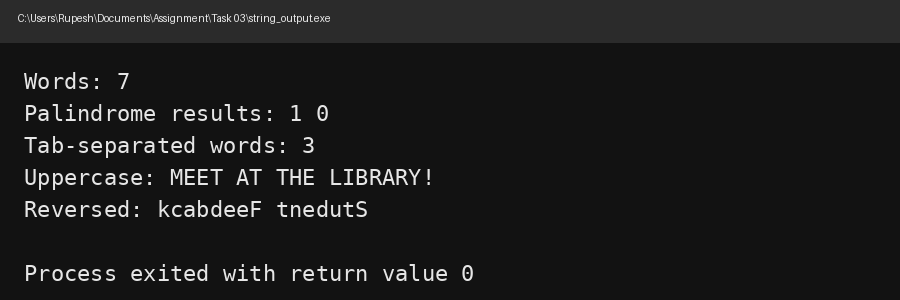 C:\Users\Rupesh\Documents\Assignment\Task 03\string_output.exe
Words: 7
Palindrome results: 1 0
Tab-separated words: 3
Uppercase: MEET AT THE LIBRARY!
Reversed: kcabdeeF tnedutS
Process exited with return value 0